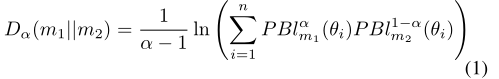 D_α(m_1||m_2) = \frac{1}{α − 1} \ln \left( \sum_{i=1}^{n} PBl_{m_1}^{α}(θ_i) PBl_{m_2}^{1−α}(θ_i) \right)
(1)